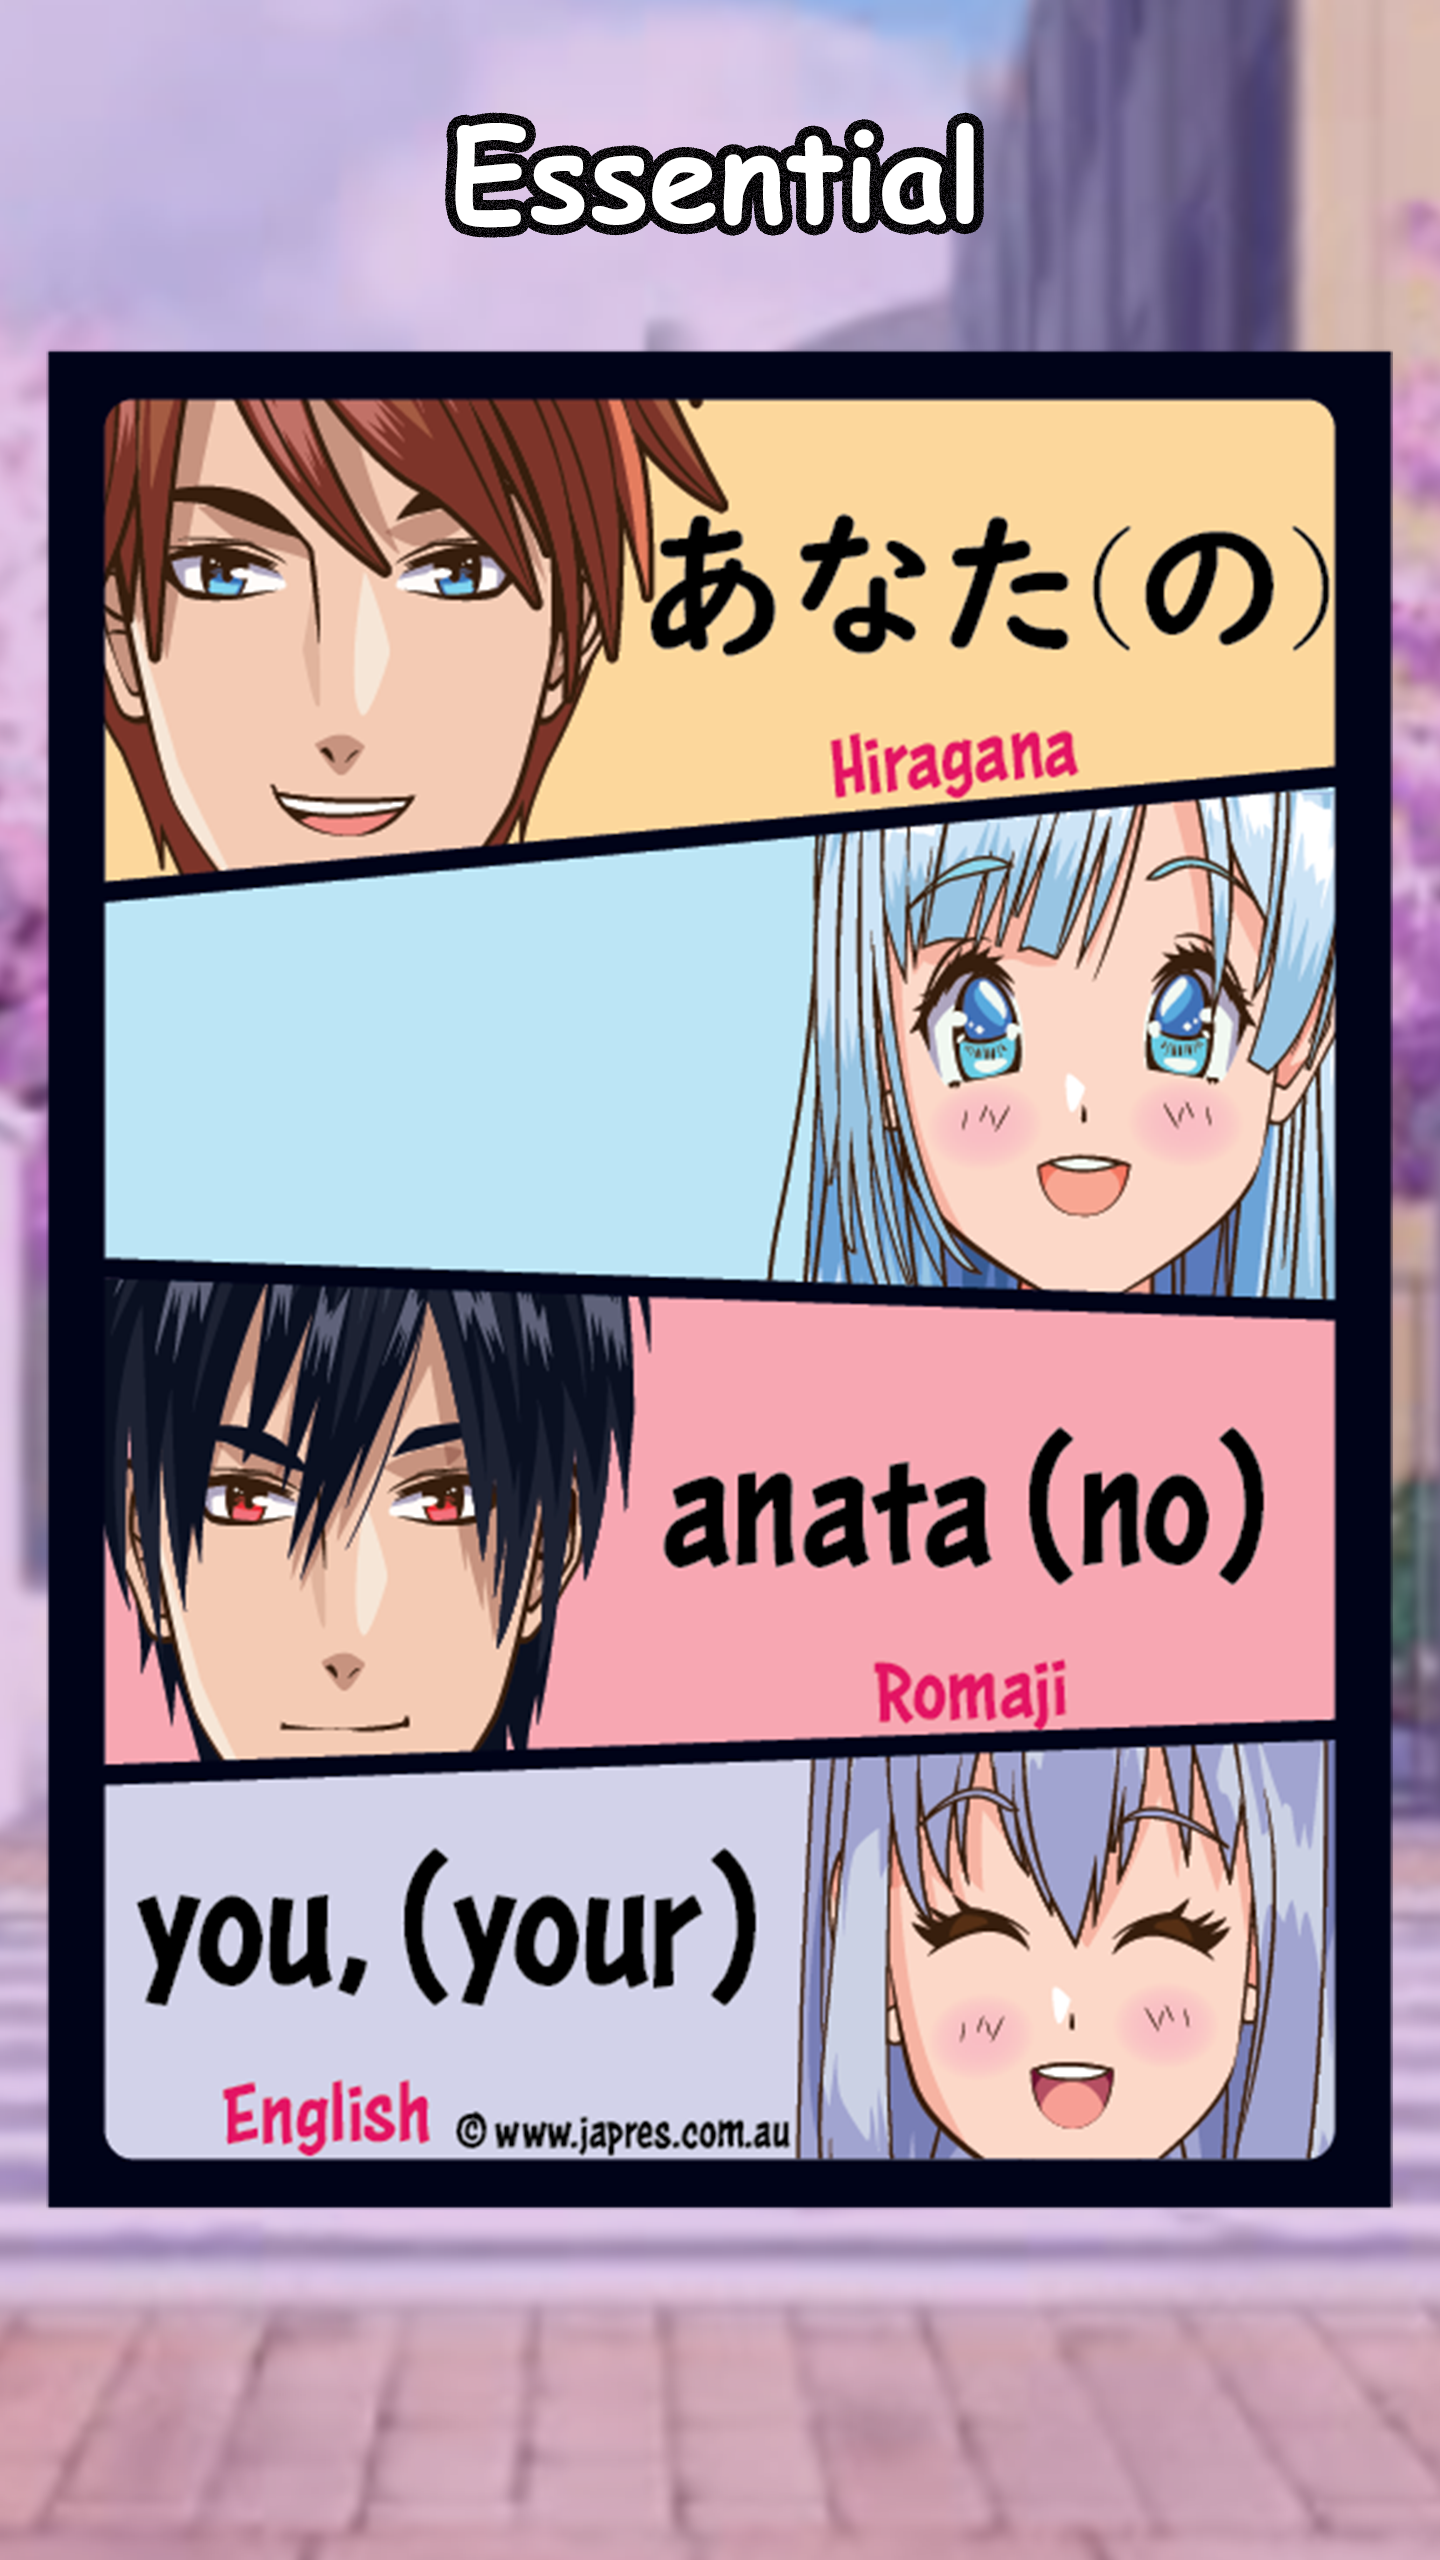 Essential
あなた(の)
Hiragana
anata (no)
Romaji
you, (your)
English
© www.japres.com.au